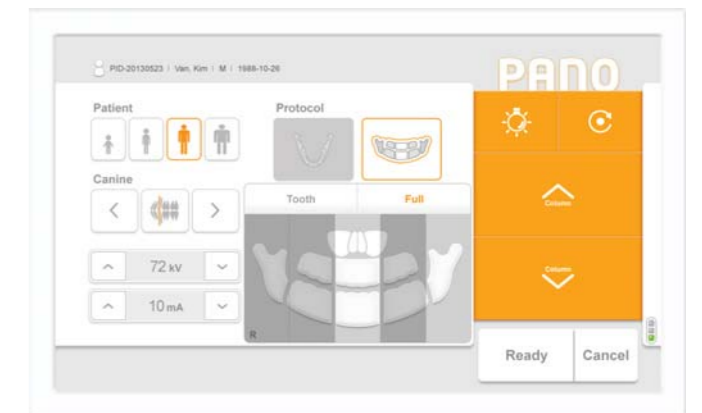 PID-20130523 | Van. Kim | M | 1988-10-26
PANO
Patient
Protocol
Canine
Tooth
Full
72 kV
10 mA
R
Column
Column
Ready
Cancel